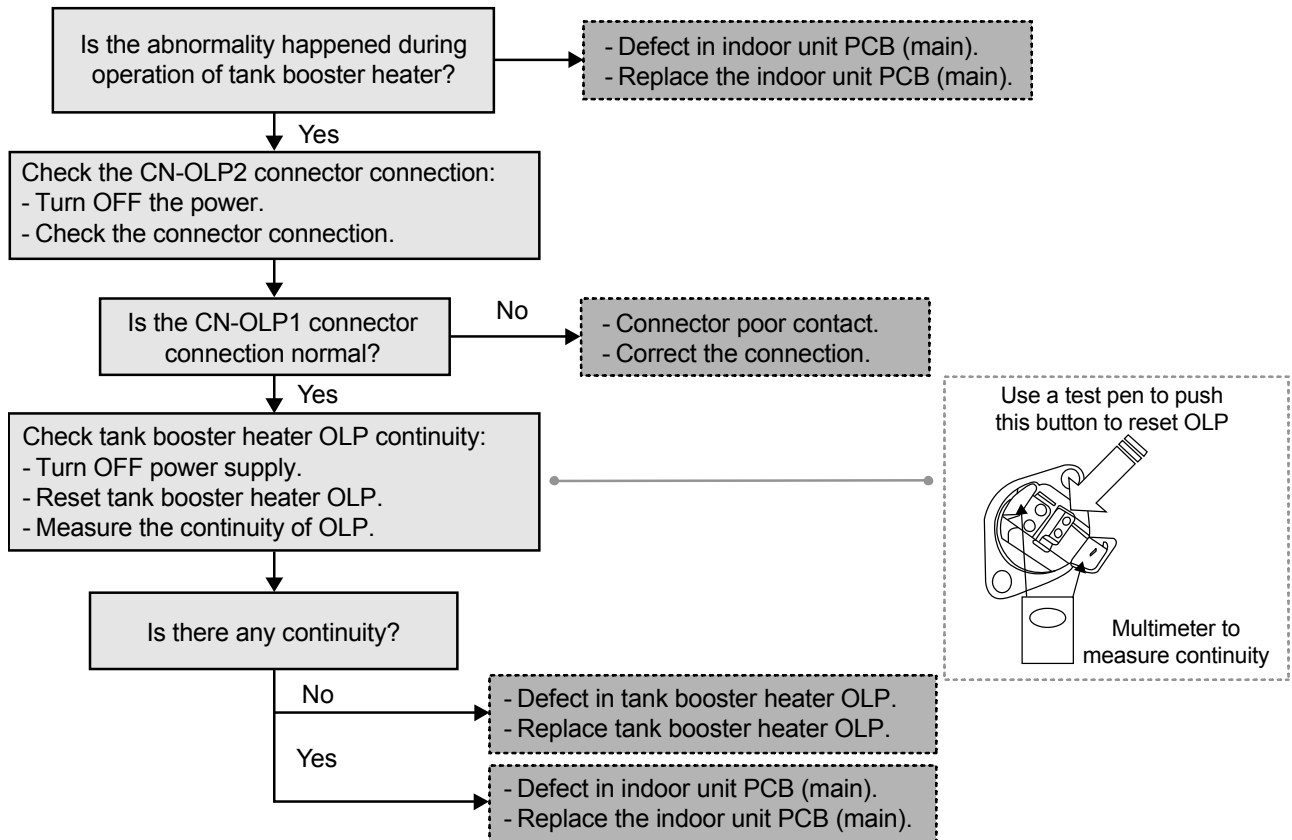 Is the abnormality happened during
operation of tank booster heater?
- Defect in indoor unit PCB (main).
- Replace the indoor unit PCB (main).
Yes
Check the CN-OLP2 connector connection:
- Turn OFF the power.
- Check the connector connection.
Is the CN-OLP1 connector
connection normal?
No
- Connector poor contact.
- Correct the connection.
Yes
Check tank booster heater OLP continuity:
- Turn OFF power supply.
- Reset tank booster heater OLP.
- Measure the continuity of OLP.
Use a test pen to push
this button to reset OLP
Multimeter to
measure continuity
Is there any continuity?
No
- Defect in tank booster heater OLP.
- Replace tank booster heater OLP.
Yes
- Defect in indoor unit PCB (main).
- Replace the indoor unit PCB (main).